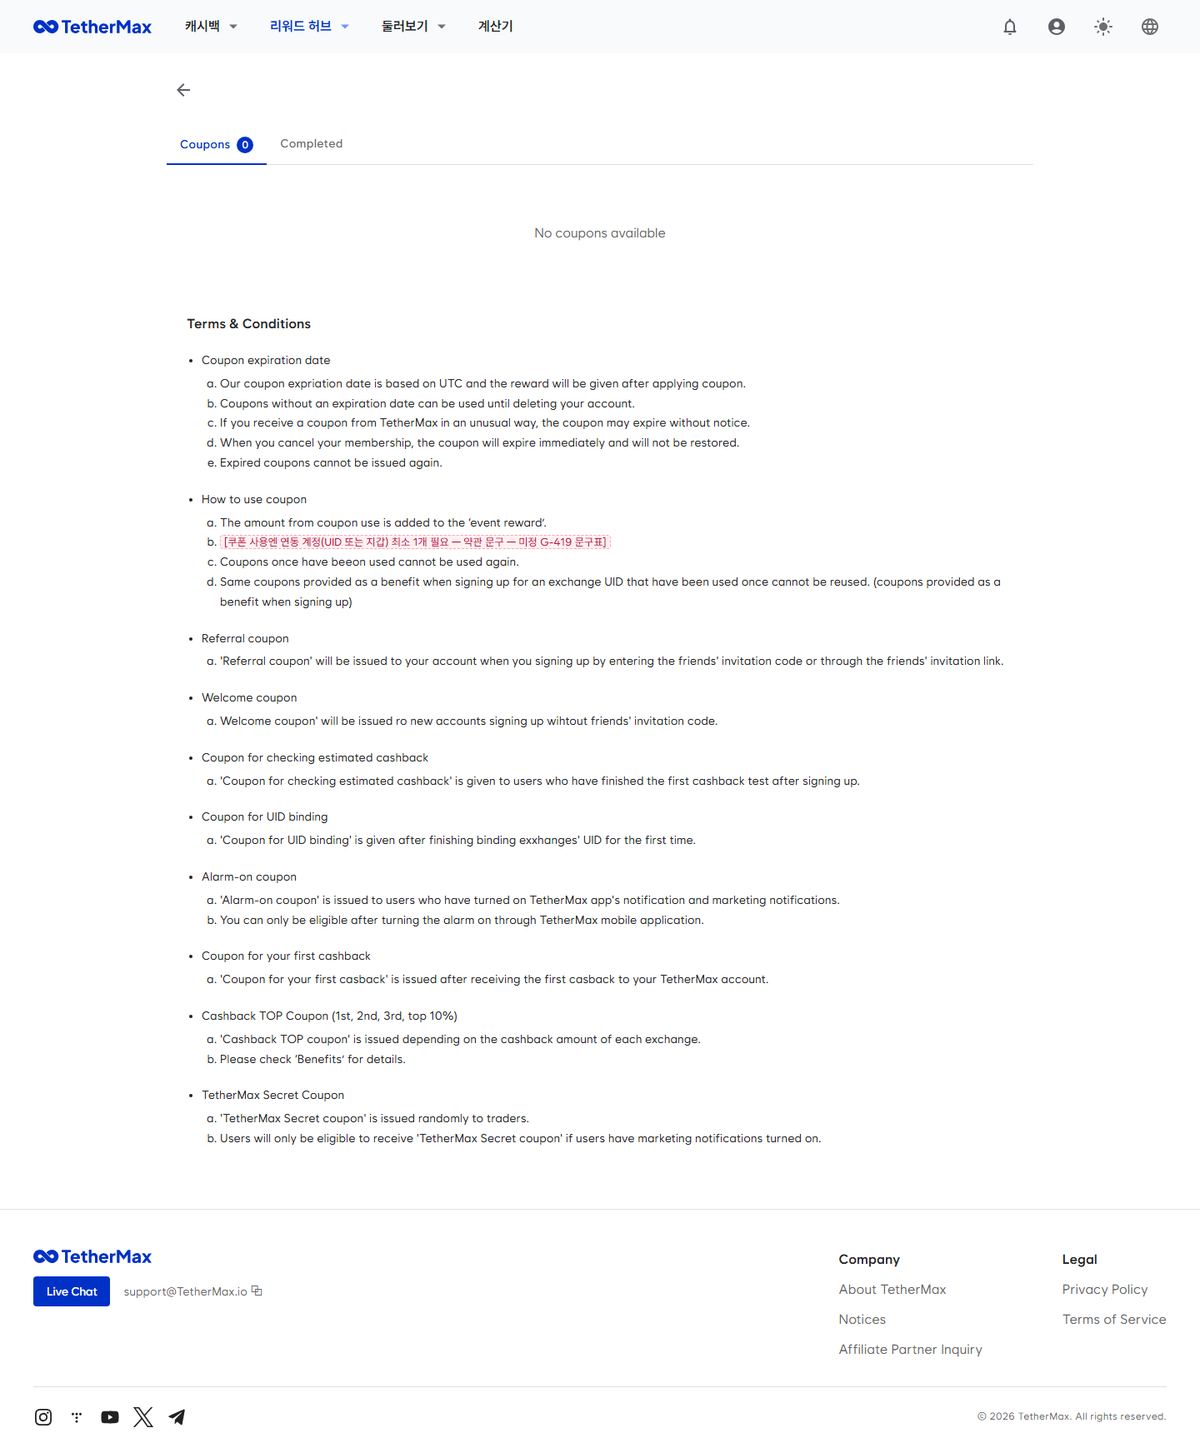 TetherMax 캐시백 리워드 허브 둘러보기 계산기
Coupons 0 Completed
No coupons available
Terms & Conditions
• Coupon expiration date
a. Our coupon expriation date is based on UTC and the reward will be given after applying coupon.
b. Coupons without an expiration date can be used until deleting your account.
c. If you receive a coupon from TetherMax in an unusual way, the coupon may expire without notice.
d. When you cancel your membership, the coupon will expire immediately and will not be restored.
e. Expired coupons cannot be issued again.
• How to use coupon
a. The amount from coupon use is added to the ‘event reward’.
b. [쿠폰 사용엔 연동 계정(UID 또는 지갑) 최소 1개 필요 — 약관 문구 — 미정 G-419 문구표]
c. Coupons once have beeon used cannot be used again.
d. Same coupons provided as a benefit when signing up for an exchange UID that have been used once cannot be reused. (coupons provided as a
benefit when signing up)
• Referral coupon
a. 'Referral coupon' will be issued to your account when you signing up by entering the friends' invitation code or through the friends' invitation link.
• Welcome coupon
a. Welcome coupon' will be issued ro new accounts signing up wihtout friends' invitation code.
• Coupon for checking estimated cashback
a. 'Coupon for checking estimated cashback' is given to users who have finished the first cashback test after signing up.
• Coupon for UID binding
a. 'Coupon for UID binding' is given after finishing binding exxhanges' UID for the first time.
• Alarm-on coupon
a. 'Alarm-on coupon' is issued to users who have turned on TetherMax app's notification and marketing notifications.
b. You can only be eligible after turning the alarm on through TetherMax mobile application.
• Coupon for your first cashback
a. 'Coupon for your first casback' is issued after receiving the first casback to your TetherMax account.
• Cashback TOP Coupon (1st, 2nd, 3rd, top 10%)
a. 'Cashback TOP coupon' is issued depending on the cashback amount of each exchange.
b. Please check ‘Benefits’ for details.
• TetherMax Secret Coupon
a. 'TetherMax Secret coupon' is issued randomly to traders.
b. Users will only be eligible to receive 'TetherMax Secret coupon' if users have marketing notifications turned on.
TetherMax
Live Chat support@TetherMax.io
Company
About TetherMax
Notices
Affiliate Partner Inquiry
Legal
Privacy Policy
Terms of Service
© 2026 TetherMax. All rights reserved.